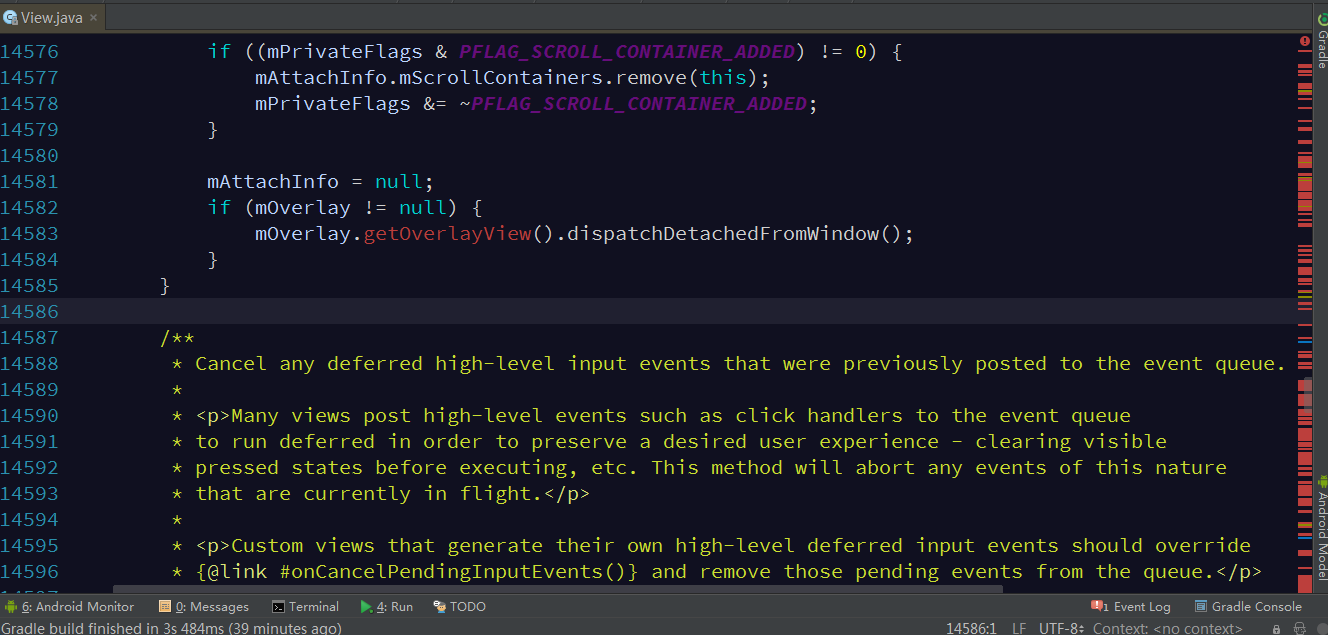 View.java
14576 if ((mPrivateFlags & PFLAG_SCROLL_CONTAINER_ADDED) != 0) {
14577 mAttachInfo.mScrollContainers.remove(this);
14578 mPrivateFlags &= ~PFLAG_SCROLL_CONTAINER_ADDED;
14579 }
14580
14581 mAttachInfo = null;
14582 if (mOverlay != null) {
14583 mOverlay.getOverlayView().dispatchDetachedFromWindow();
14584 }
14585 }
14586
14587 /**
14588 * Cancel any deferred high-level input events that were previously posted to the event queue.
14589 *
14590 * <p>Many views post high-level events such as click handlers to the event queue
14591 * to run deferred in order to preserve a desired user experience - clearing visible
14592 * pressed states before executing, etc. This method will abort any events of this nature
14593 * that are currently in flight.</p>
14594 *
14595 * <p>Custom views that generate their own high-level deferred input events should override
14596 * {@link #onCancelPendingInputEvents()} and remove those pending events from the queue.</p>
Gradle
Android Model
6: Android Monitor 0: Messages Terminal 4: Run TODO 1 Event Log Gradle Console
Gradle build finished in 3s 484ms (39 minutes ago) 14586:1 LF UTF-8 Context: <no context>